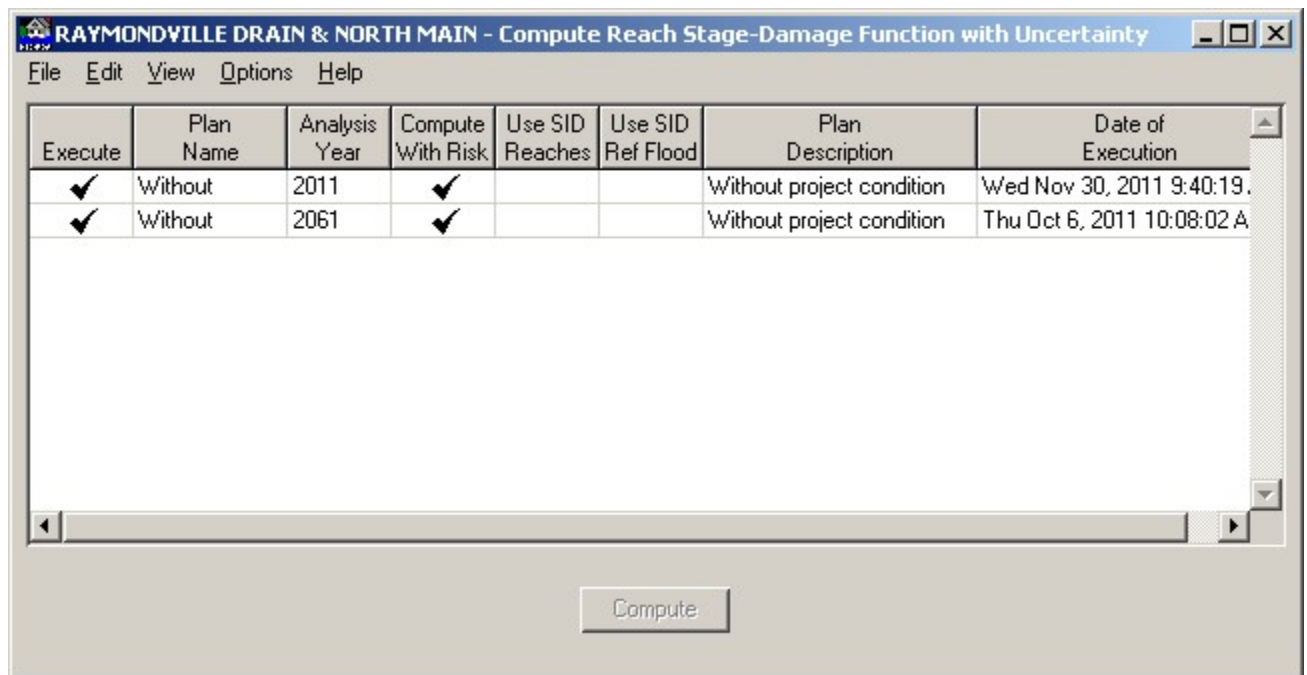 RAYMONDVILLE DRAIN & NORTH MAIN - Compute Reach Stage-Damage Function with Uncertainty
File Edit View Options Help
Execute Plan Name Analysis Year Compute With Risk Use SID Reaches Use SID Ref Flood Plan Description Date of Execution
Without 2011 Without project condition Wed Nov 30, 2011 9:40:19
Without 2061 Without project condition Thu Oct 6, 2011 10:08:02 A
Compute